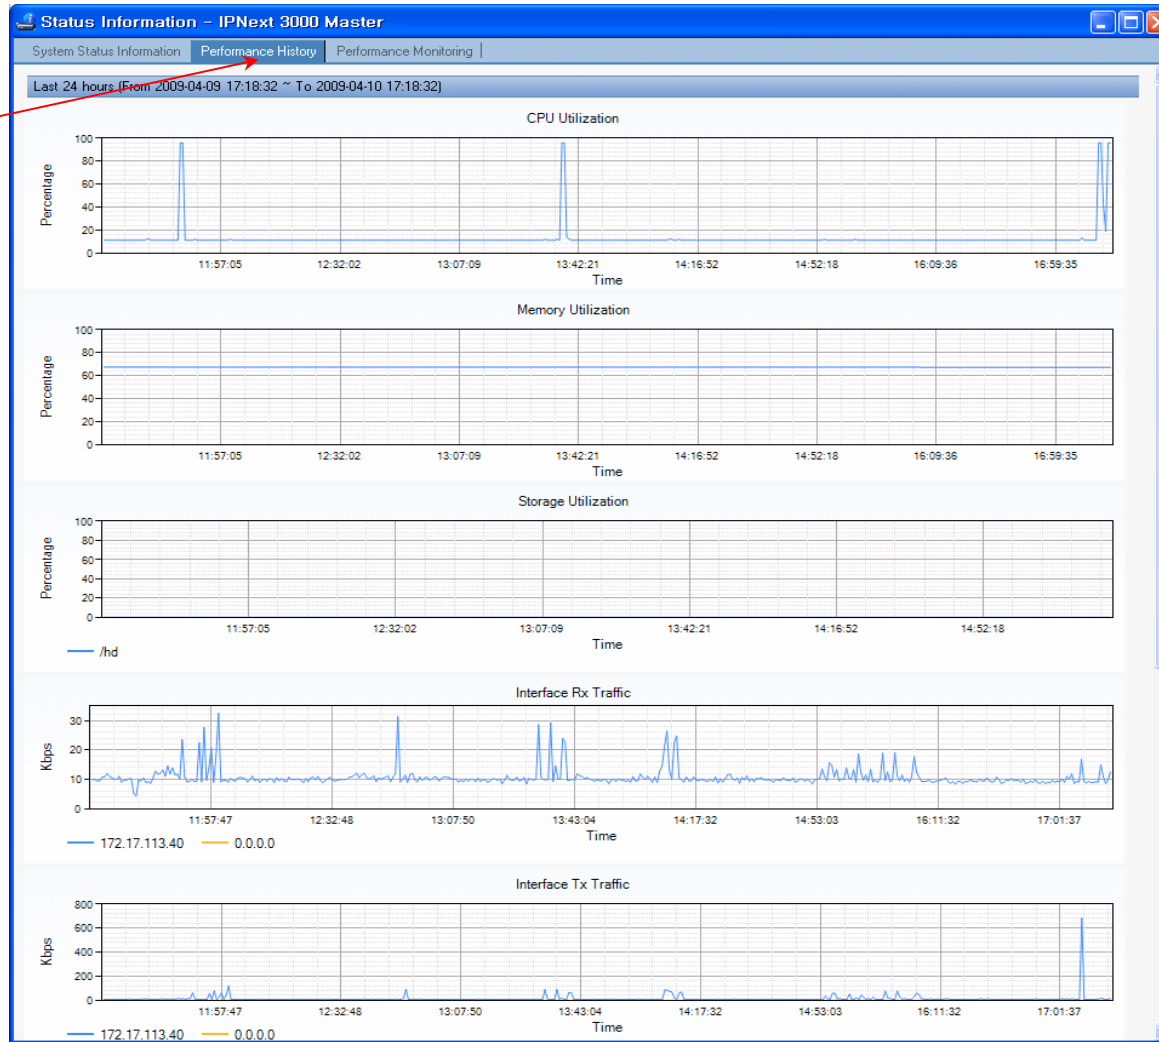 Status Information - IPNext 3000 Master
System Status Information Performance History Performance Monitoring
Last 24 hours (From 2009-04-09 17:18:32 ~ To 2009-04-10 17:18:32)
CPU Utilization
Percentage
100
80
60
40
20
0
11:57:05 12:32:02 13:07:09 13:42:21 14:16:52 14:52:18 16:09:36 16:59:35
Time
Memory Utilization
Percentage
100
80
60
40
20
0
11:57:05 12:32:02 13:07:09 13:42:21 14:16:52 14:52:18 16:09:36 16:59:35
Time
Storage Utilization
Percentage
100
80
60
40
20
0
11:57:05 12:32:02 13:07:09 13:42:21 14:16:52 14:52:18
Time
/hd
Interface Rx Traffic
Kbps
30
20
10
0
11:57:47 12:32:48 13:07:50 13:43:04 14:17:32 14:53:03 16:11:32 17:01:37
Time
172.17.113.40 0.0.0.0
Interface Tx Traffic
Kbps
800
600
400
200
0
11:57:47 12:32:48 13:07:50 13:43:04 14:17:32 14:53:03 16:11:32 17:01:37
Time
172.17.113.40 0.0.0.0